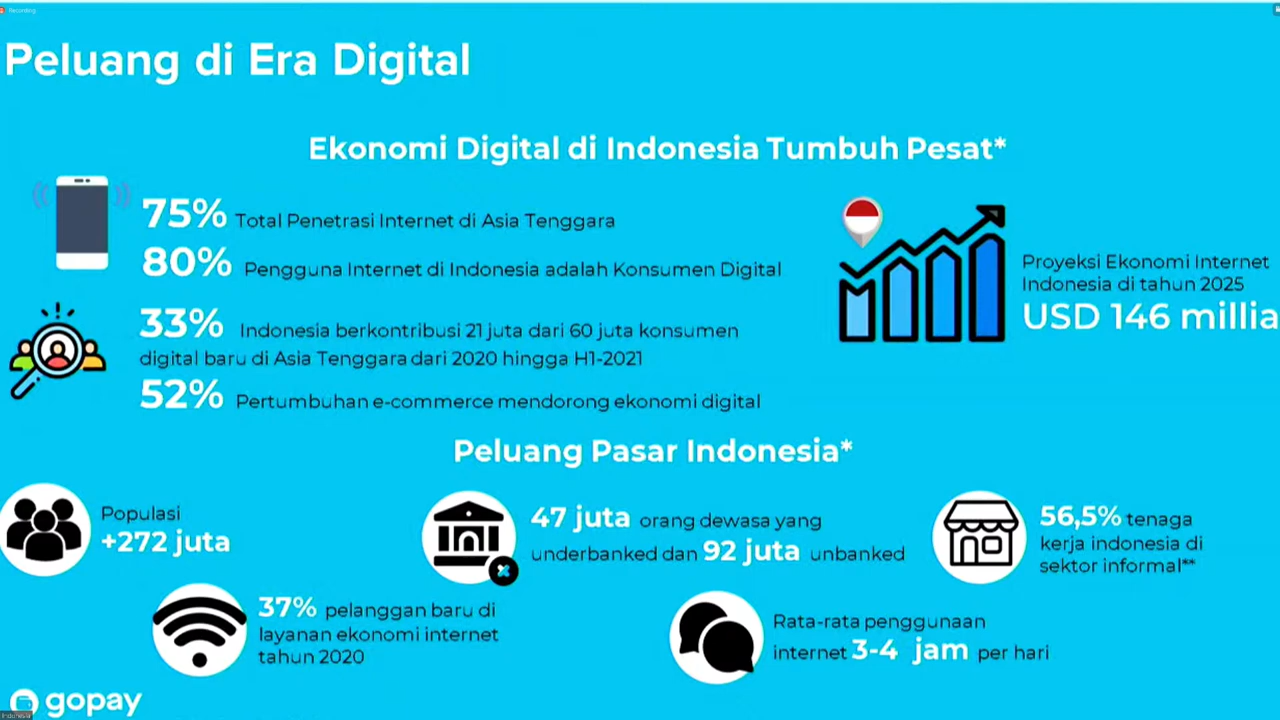 Recording
Peluang di Era Digital
Ekonomi Digital di Indonesia Tumbuh Pesat*
75% Total Penetrasi Internet di Asia Tenggara
80% Pengguna Internet di Indonesia adalah Konsumen Digital
33% Indonesia berkontribusi 21 juta dari 60 juta konsumen
digital baru di Asia Tenggara dari 2020 hingga H1-2021
52% Pertumbuhan e-commerce mendorong ekonomi digital
Proyeksi Ekonomi Internet
Indonesia di tahun 2025
USD 146 millia
Peluang Pasar Indonesia*
Populasi
+272 juta
47 juta orang dewasa yang
underbanked dan 92 juta unbanked
56,5% tenaga
kerja indonesia di
sektor informal**
37% pelanggan baru di
layanan ekonomi internet
tahun 2020
Rata-rata penggunaan
internet 3-4 jam per hari
gopay
Indonesia